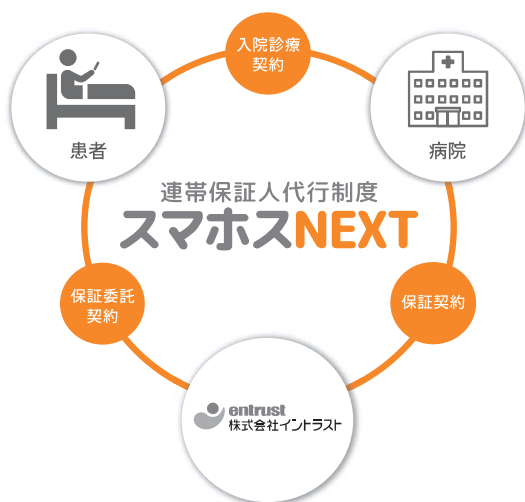 入院診療
契約
患者
病院
連帯保証人代行制度
スマホスNEXT
保証委託
契約
保証契約
entrust
株式会社イントラスト